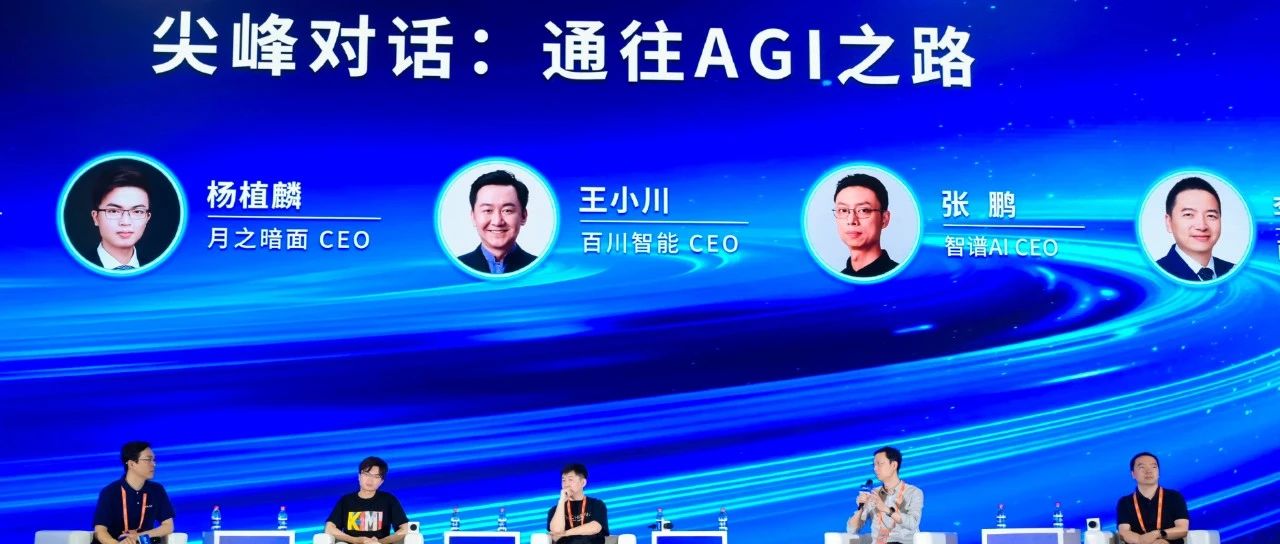 尖峰对话：通往AGI之路
杨植麟
月之暗面 CEO
王小川
百川智能 CEO
张 鹏
智谱AI CEO
KIMI